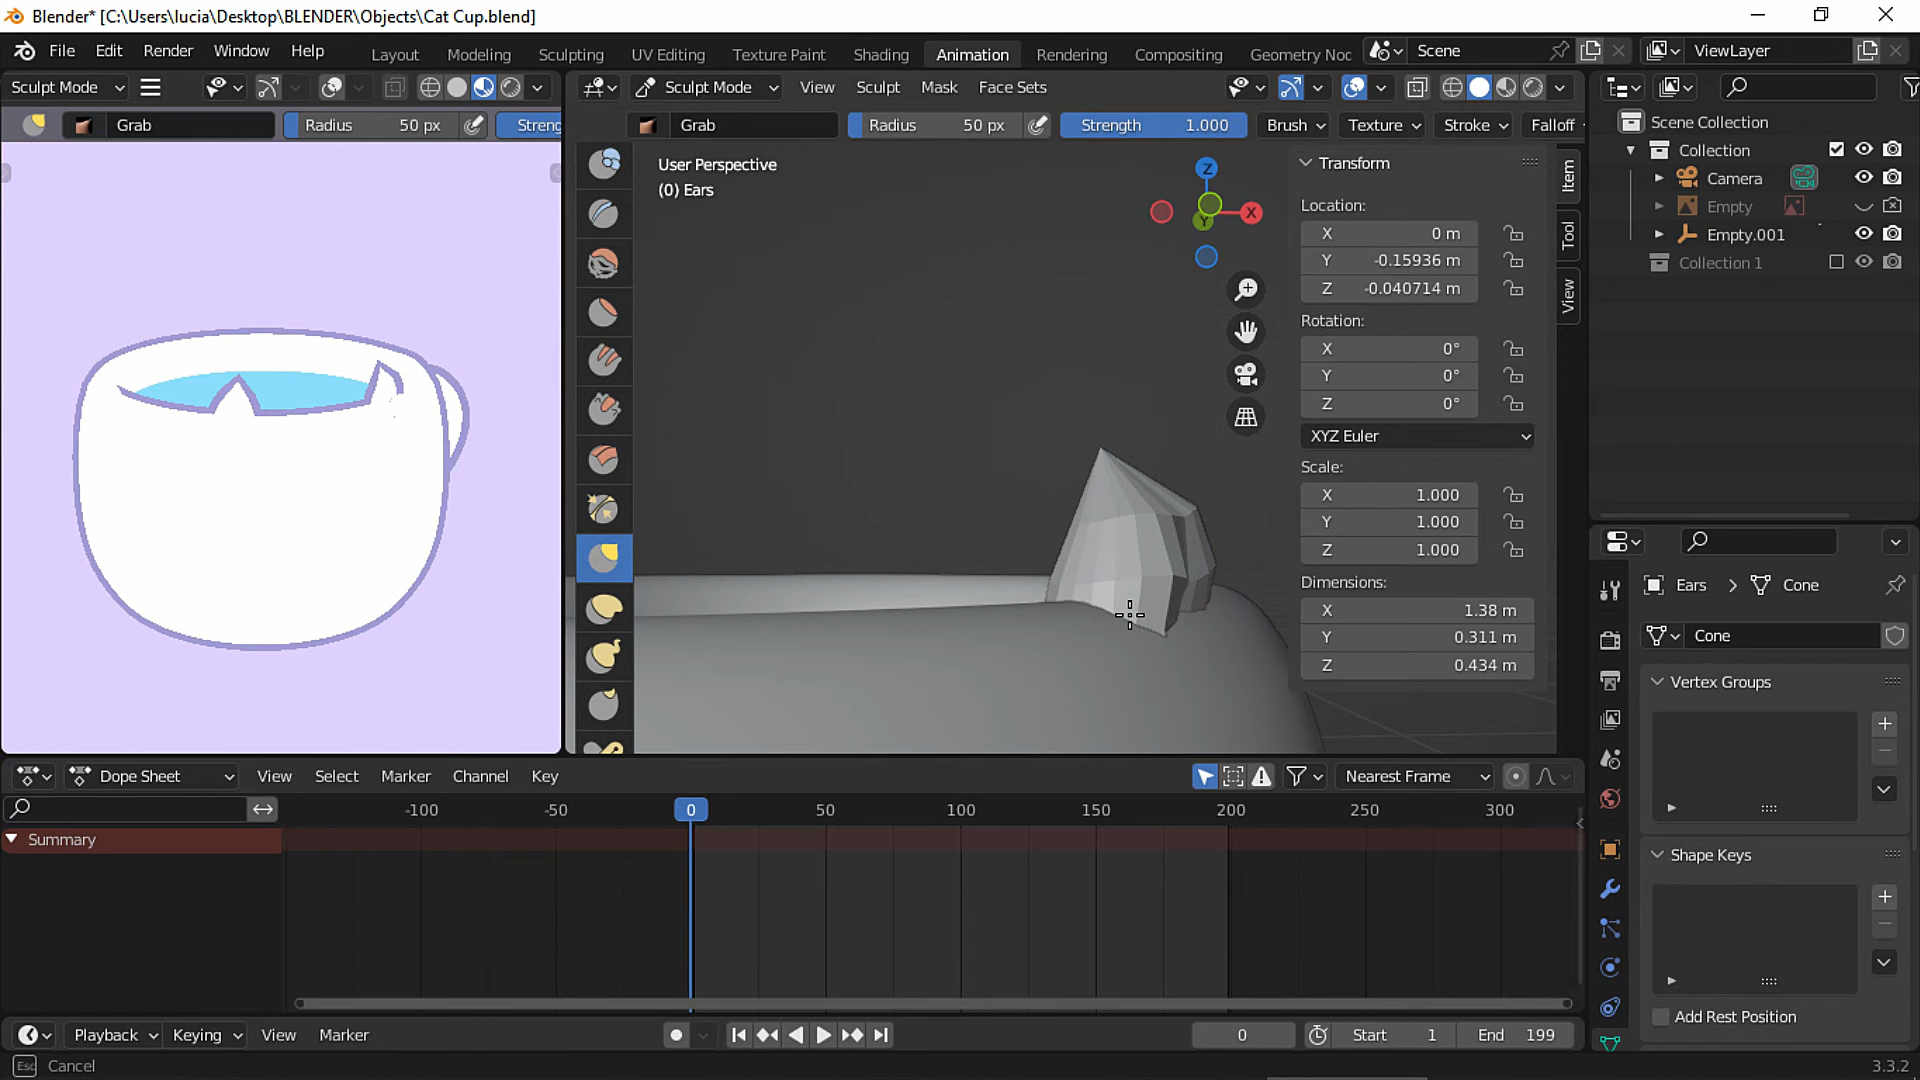 Blender* [C:\Users\lucia\Desktop\BLENDER\Objects\Cat Cup.blend]
File Edit Render Window Help Layout Modeling Sculpting UV Editing Texture Paint Shading Animation Rendering Compositing Geometry Noc Scene ViewLayer
Sculpt Mode Sculpt Mode View Sculpt Mask Face Sets
Grab Radius 50 px Streng Grab Radius 50 px Strength 1.000 Brush Texture Stroke Falloff
User Perspective
(0) Ears
Z
X
Y
Transform
Location:
X 0 m
Y -0.15936 m
Z -0.040714 m
Rotation:
X 0°
Y 0°
Z 0°
XYZ Euler
Scale:
X 1.000
Y 1.000
Z 1.000
Dimensions:
X 1.38 m
Y 0.311 m
Z 0.434 m
Item
Tool
View
Scene Collection
Collection
Camera
Empty
Empty.001
Collection 1
Ears Cone
Cone
Vertex Groups
Shape Keys
Add Rest Position
Dope Sheet View Select Marker Channel Key Nearest Frame
-100 -50 0 50 100 150 200 250 300
Summary
Playback Keying View Marker 0 Start 1 End 199
Esc Cancel 3.3.2